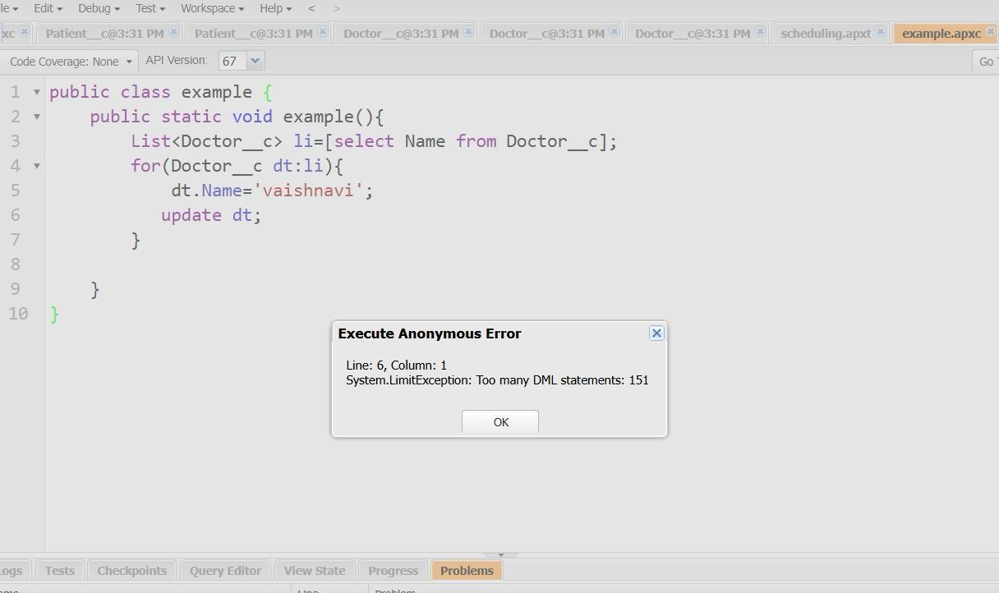 le Edit Debug Test Workspace Help < >
xc Patient__c@3:31 PM Patient__c@3:31 PM Doctor__c@3:31 PM Doctor__c@3:31 PM Doctor__c@3:31 PM scheduling.apxt example.apxc
Code Coverage: None API Version: 67 Go
1 public class example {
2 public static void example(){
3 List<Doctor__c> li=[select Name from Doctor__c];
4 for(Doctor__c dt:li){
5 dt.Name='vaishnavi';
6 update dt;
7 }
8
9 }
10 }
Execute Anonymous Error
Line: 6, Column: 1
System.LimitException: Too many DML statements: 151
OK
ogs Tests Checkpoints Query Editor View State Progress Problems
Line Problem